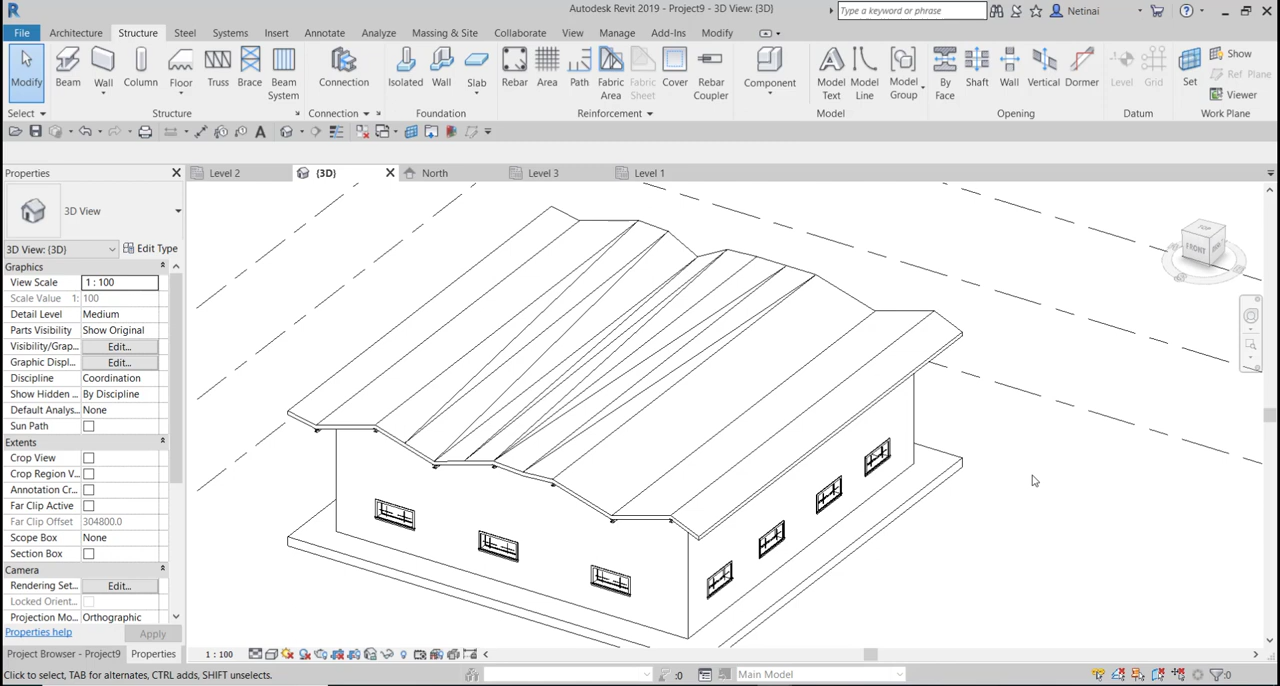 Autodesk Revit 2019 - Project9 - 3D View: {3D}
Type a keyword or phrase
Netinai
File Architecture Structure Steel Systems Insert Annotate Analyze Massing & Site Collaborate View Manage Add-Ins Modify
Modify Beam Wall Column Floor Truss Brace Beam System Connection Isolated Wall Slab Rebar Area Path Fabric Area Fabric Sheet Cover Rebar Coupler Component Model Text Model Line Model Group By Face Shaft Wall Vertical Dormer Level Grid Set Show Ref Plane Viewer
Select Structure Connection Foundation Reinforcement Model Opening Datum Work Plane
Properties
Level 2 {3D} North Level 3 Level 1
3D View
3D View: {3D} Edit Type
Graphics
View Scale 1 : 100
Scale Value 1: 100
Detail Level Medium
Parts Visibility Show Original
Visibility/Grap... Edit...
Graphic Displ... Edit...
Discipline Coordination
Show Hidden ... By Discipline
Default Analys... None
Sun Path
Extents
Crop View
Crop Region V...
Annotation Cr...
Far Clip Active
Far Clip Offset 304800.0
Scope Box None
Section Box
Camera
Rendering Set... Edit...
Locked Orient...
Projection Mo... Orthographic
Properties help Apply
Project Browser - Project9 Properties
1 : 100
Click to select, TAB for alternates, CTRL adds, SHIFT unselects.
:0
Main Model
:0
TOP
FRONT